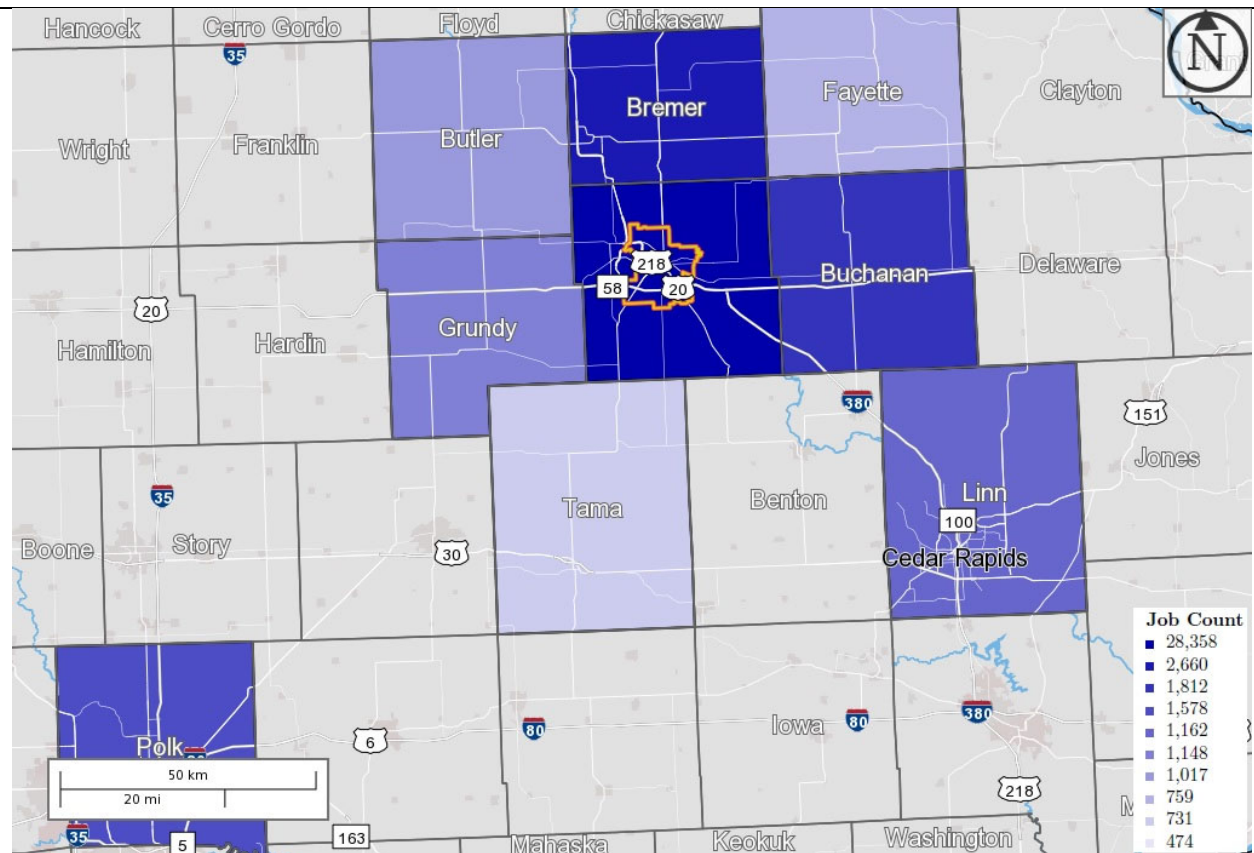 Hancock
Cerro Gordo
Floyd
Chickasaw
N
35
Bremer
Fayette
Clayton
Butler
Wright
Franklin
218
58
20
Buchanan
Delaware
20
Grundy
Hamilton
Hardin
380
151
35
Tama
Benton
Linn
Jones
100
Boone
Story
30
Cedar Rapids
Job Count
28,358
2,660
1,812
1,578
1,162
1,148
1,017
759
731
474
Polk
6
80
Iowa
80
380
50 km
20 mi
218
35
5
163
Mahaska
Keokuk
Washington